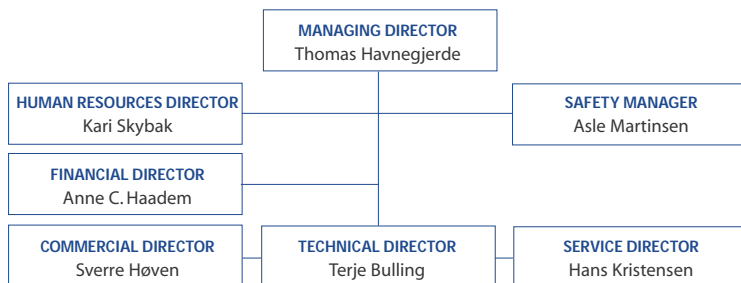 MANAGING DIRECTOR
Thomas Havnegjerde
HUMAN RESOURCES DIRECTOR
Kari Skybak
SAFETY MANAGER
Asle Martinsen
FINANCIAL DIRECTOR
Anne C. Haadem
COMMERCIAL DIRECTOR
Sverre Høven
TECHNICAL DIRECTOR
Terje Bulling
SERVICE DIRECTOR
Hans Kristensen